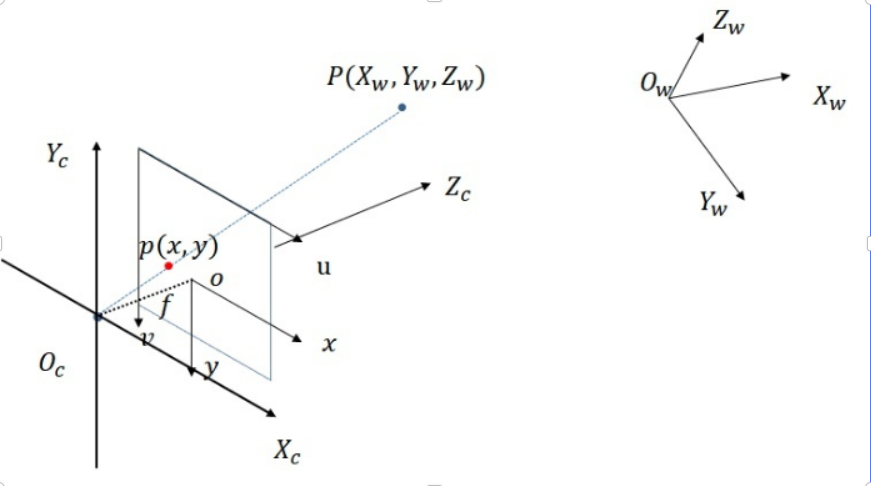 Z_w
P(X_w, Y_w, Z_w)
O_w
X_w
Y_c
Z_c
Y_w
p(x, y)
u
o
f
v
x
y
O_c
X_c